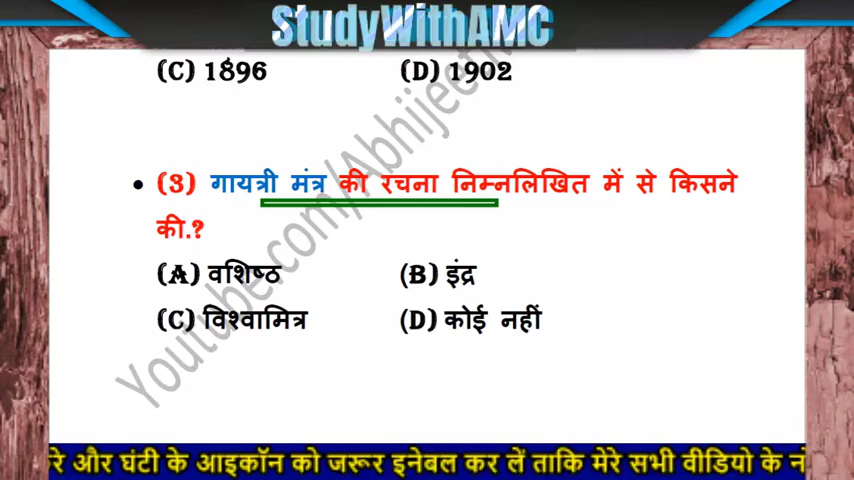 StudyWithAMC
(C) 1896 (D) 1902
• (3) गायत्री मंत्र की रचना निम्नलिखित में से किसने
की.?
(A) वशिष्ठ (B) इंद्र
(C) विश्वामित्र (D) कोई नहीं
Youtube.com/Abhijeet
और घंटी के आइकॉन को जरूर इनेबल कर लें ताकि मेरे सभी वीडियो के